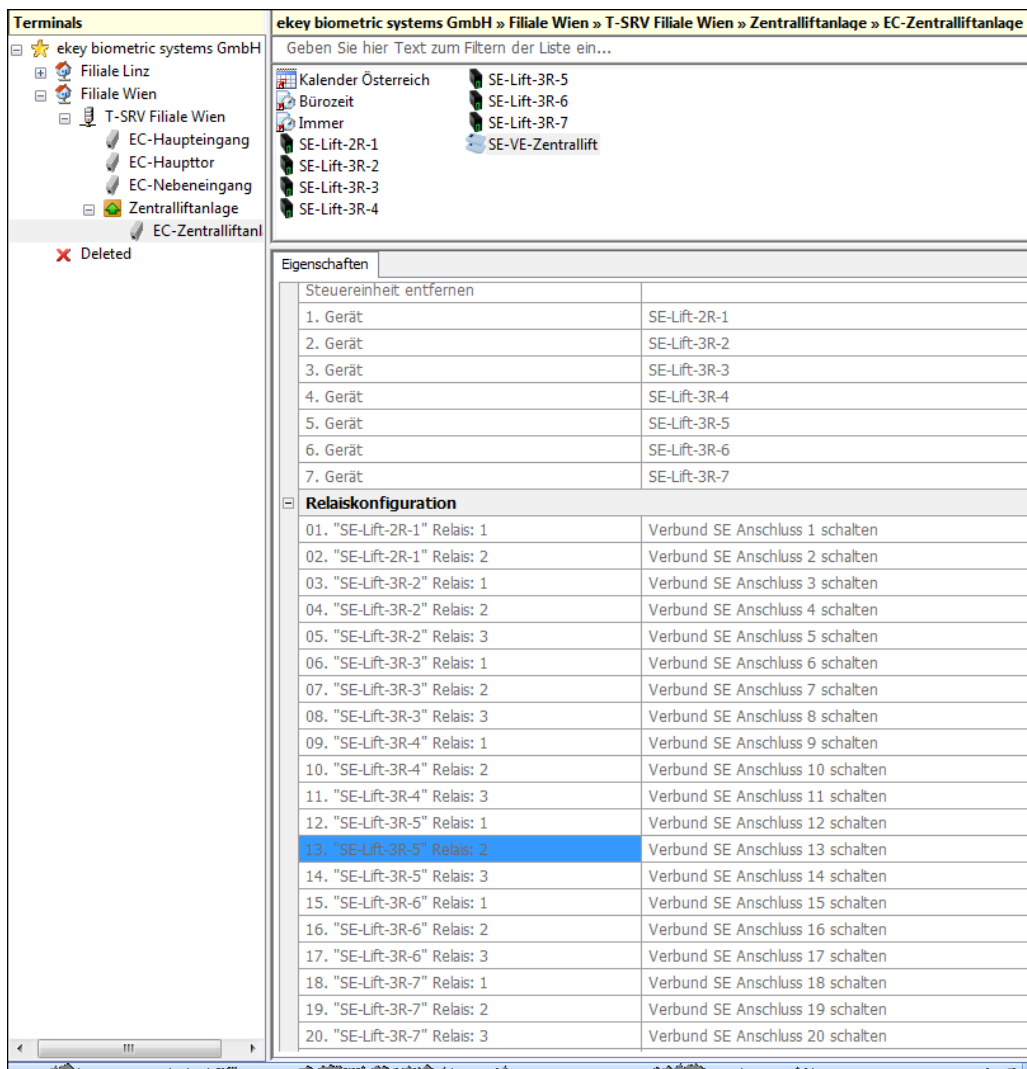 Terminals
ekey biometric systems GmbH
Filiale Linz
Filiale Wien
T-SRV Filiale Wien
EC-Haupteingang
EC-Haupttor
EC-Nebeneingang
Zentralliftanlage
EC-Zentralliftanl
Deleted
ekey biometric systems GmbH » Filiale Wien » T-SRV Filiale Wien » Zentralliftanlage » EC-Zentralliftanlage
Geben Sie hier Text zum Filtern der Liste ein...
Kalender Österreich
Bürozeit
Immer
SE-Lift-2R-1
SE-Lift-3R-2
SE-Lift-3R-3
SE-Lift-3R-4
SE-Lift-3R-5
SE-Lift-3R-6
SE-Lift-3R-7
SE-VE-Zentrallift
Eigenschaften
Steuereinheit entfernen
1. Gerät SE-Lift-2R-1
2. Gerät SE-Lift-3R-2
3. Gerät SE-Lift-3R-3
4. Gerät SE-Lift-3R-4
5. Gerät SE-Lift-3R-5
6. Gerät SE-Lift-3R-6
7. Gerät SE-Lift-3R-7
Relaiskonfiguration
01. "SE-Lift-2R-1" Relais: 1 Verbund SE Anschluss 1 schalten
02. "SE-Lift-2R-1" Relais: 2 Verbund SE Anschluss 2 schalten
03. "SE-Lift-3R-2" Relais: 1 Verbund SE Anschluss 3 schalten
04. "SE-Lift-3R-2" Relais: 2 Verbund SE Anschluss 4 schalten
05. "SE-Lift-3R-2" Relais: 3 Verbund SE Anschluss 5 schalten
06. "SE-Lift-3R-3" Relais: 1 Verbund SE Anschluss 6 schalten
07. "SE-Lift-3R-3" Relais: 2 Verbund SE Anschluss 7 schalten
08. "SE-Lift-3R-3" Relais: 3 Verbund SE Anschluss 8 schalten
09. "SE-Lift-3R-4" Relais: 1 Verbund SE Anschluss 9 schalten
10. "SE-Lift-3R-4" Relais: 2 Verbund SE Anschluss 10 schalten
11. "SE-Lift-3R-4" Relais: 3 Verbund SE Anschluss 11 schalten
12. "SE-Lift-3R-5" Relais: 1 Verbund SE Anschluss 12 schalten
13. "SE-Lift-3R-5" Relais: 2 Verbund SE Anschluss 13 schalten
14. "SE-Lift-3R-5" Relais: 3 Verbund SE Anschluss 14 schalten
15. "SE-Lift-3R-6" Relais: 1 Verbund SE Anschluss 15 schalten
16. "SE-Lift-3R-6" Relais: 2 Verbund SE Anschluss 16 schalten
17. "SE-Lift-3R-6" Relais: 3 Verbund SE Anschluss 17 schalten
18. "SE-Lift-3R-7" Relais: 1 Verbund SE Anschluss 18 schalten
19. "SE-Lift-3R-7" Relais: 2 Verbund SE Anschluss 19 schalten
20. "SE-Lift-3R-7" Relais: 3 Verbund SE Anschluss 20 schalten